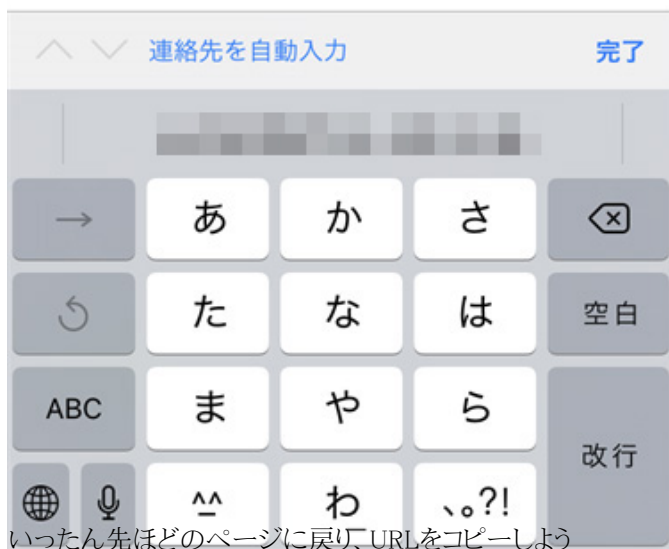 連絡先を自動入力 完了
→ あ か さ
た な は 空白
ABC ま や ら
改行
^^ わ 、。?!
いったん先ほどのページに戻り、URLをコピーしよう